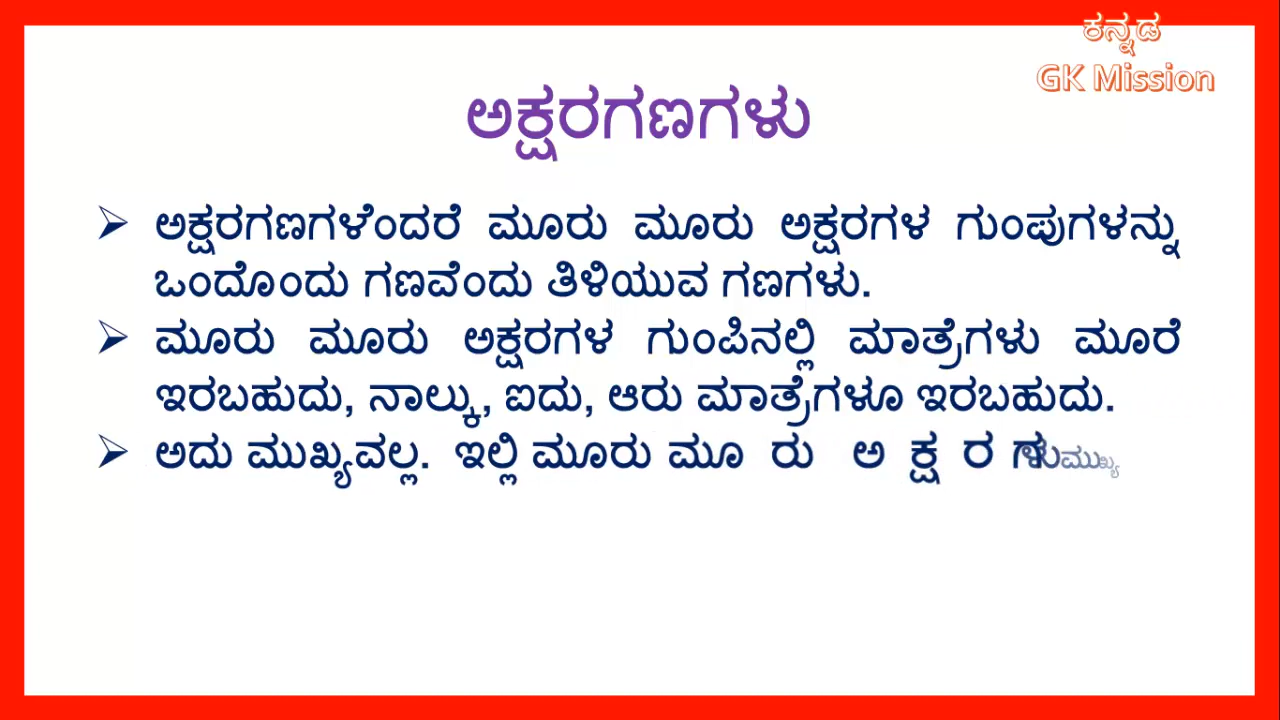 ಕನ್ನಡ
GK Mission
ಅಕ್ಷರಗಣಗಳು
➢ ಅಕ್ಷರಗಣಗಳೆಂದರೆ ಮೂರು ಮೂರು ಅಕ್ಷರಗಳ ಗುಂಪುಗಳನ್ನು
ಒಂದೊಂದು ಗಣವೆಂದು ತಿಳಿಯುವ ಗಣಗಳು.
➢ ಮೂರು ಮೂರು ಅಕ್ಷರಗಳ ಗುಂಪಿನಲ್ಲಿ ಮಾತ್ರೆಗಳು ಮೂರೆ
ಇರಬಹುದು, ನಾಲ್ಕು, ಐದು, ಆರು ಮಾತ್ರೆಗಳೂ ಇರಬಹುದು.
➢ ಅದು ಮುಖ್ಯವಲ್ಲ. ಇಲ್ಲಿ ಮೂರು ಮೂ ರು ಅ ಕ್ಷ ರ ಗಳು ಮುಖ್ಯ